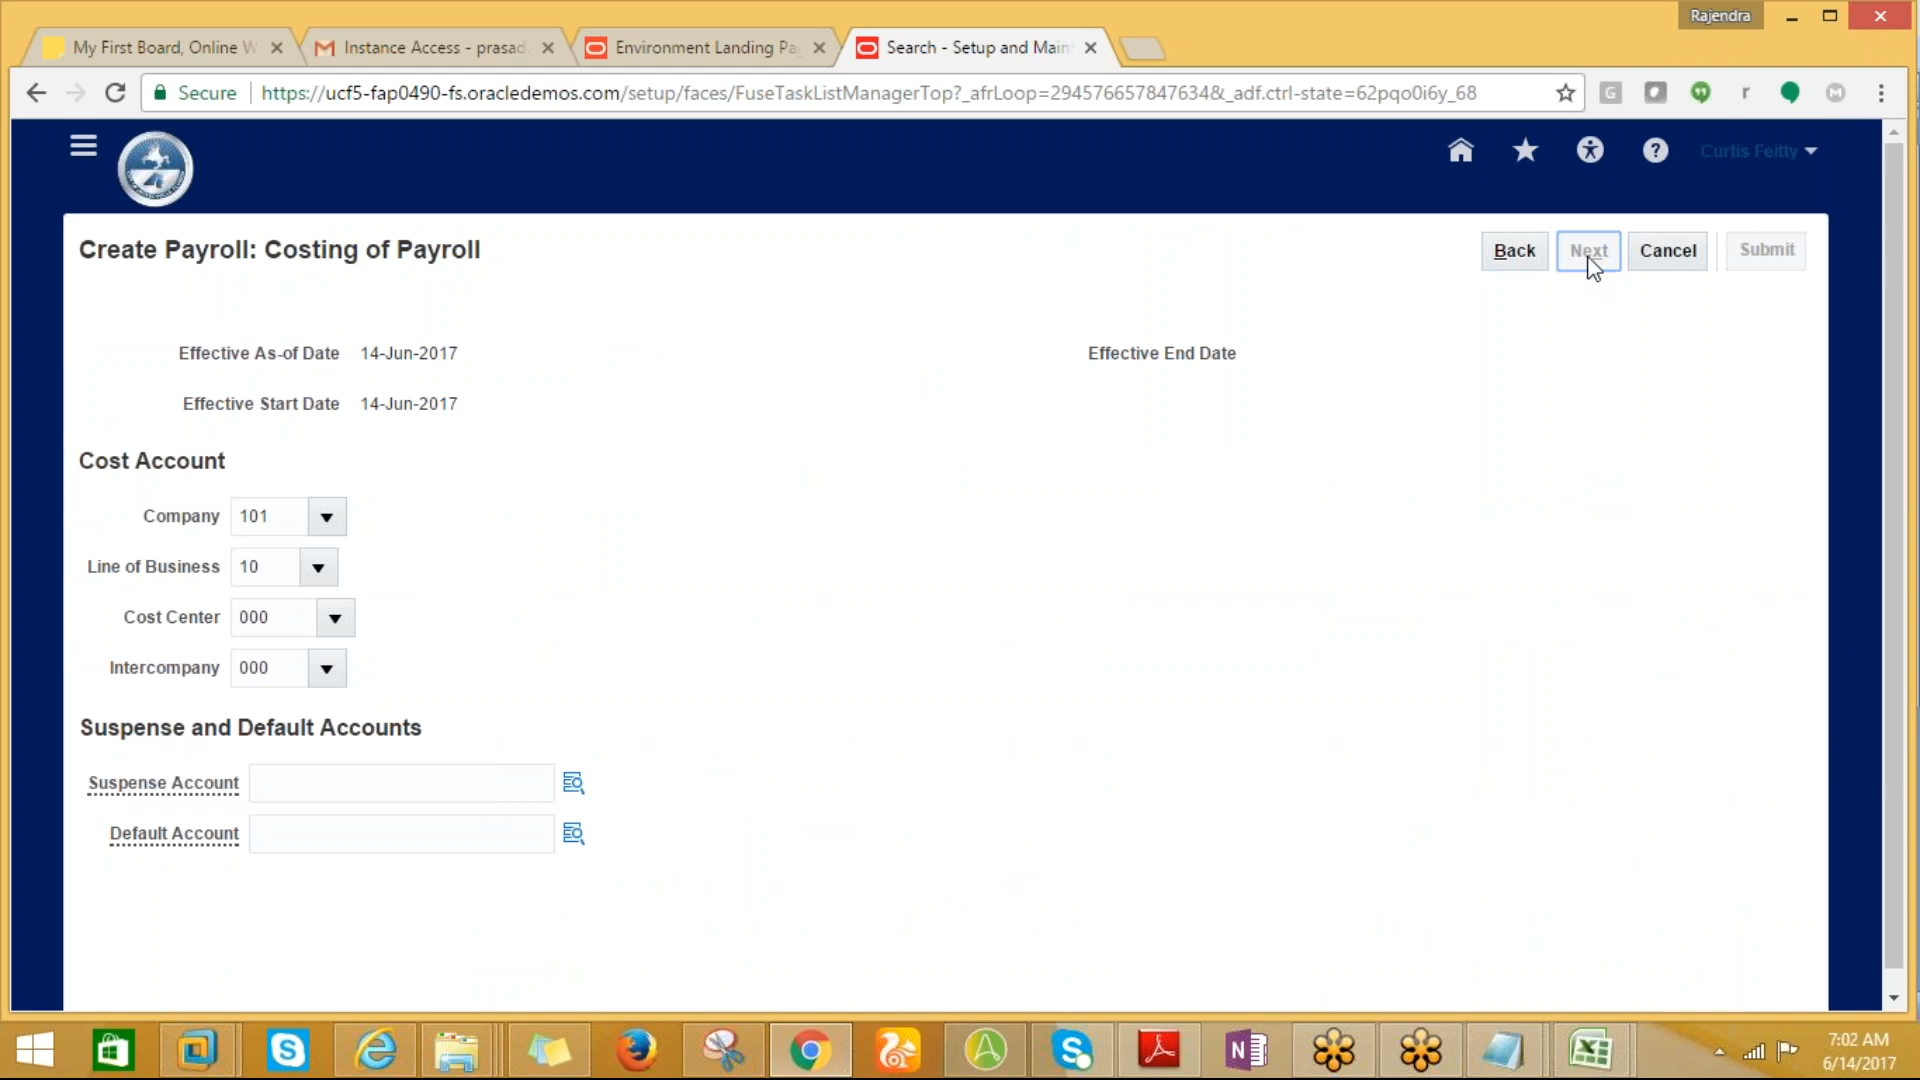 Rajendra
My First Board, Online W
Instance Access - prasad
Environment Landing Pa
Search - Setup and Main
Secure
https://ucf5-fap0490-fs.oracledemos.com/setup/faces/FuseTaskListManagerTop?_afrLoop=294576657847634&_adf.ctrl-state=62pqo0i6y_68
Curtis Feitty
Create Payroll: Costing of Payroll
Back Next Cancel Submit
Effective As-of Date 14-Jun-2017 Effective End Date
Effective Start Date 14-Jun-2017
Cost Account
Company 101
Line of Business 10
Cost Center 000
Intercompany 000
Suspense and Default Accounts
Suspense Account
Default Account
7:02 AM
6/14/2017